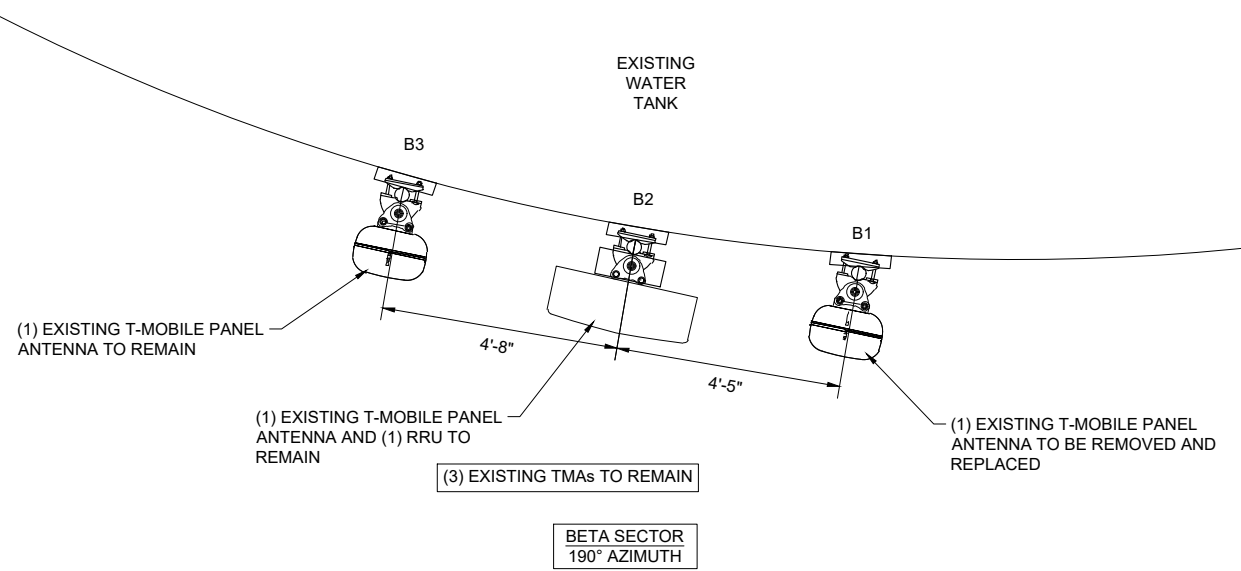 EXISTING
WATER
TANK
B3
B2
B1
(1) EXISTING T-MOBILE PANEL
ANTENNA TO REMAIN
4'-8"
4'-5"
(1) EXISTING T-MOBILE PANEL
ANTENNA AND (1) RRU TO
REMAIN
(1) EXISTING T-MOBILE PANEL
ANTENNA TO BE REMOVED AND
REPLACED
(3) EXISTING TMAs TO REMAIN
BETA SECTOR
190° AZIMUTH